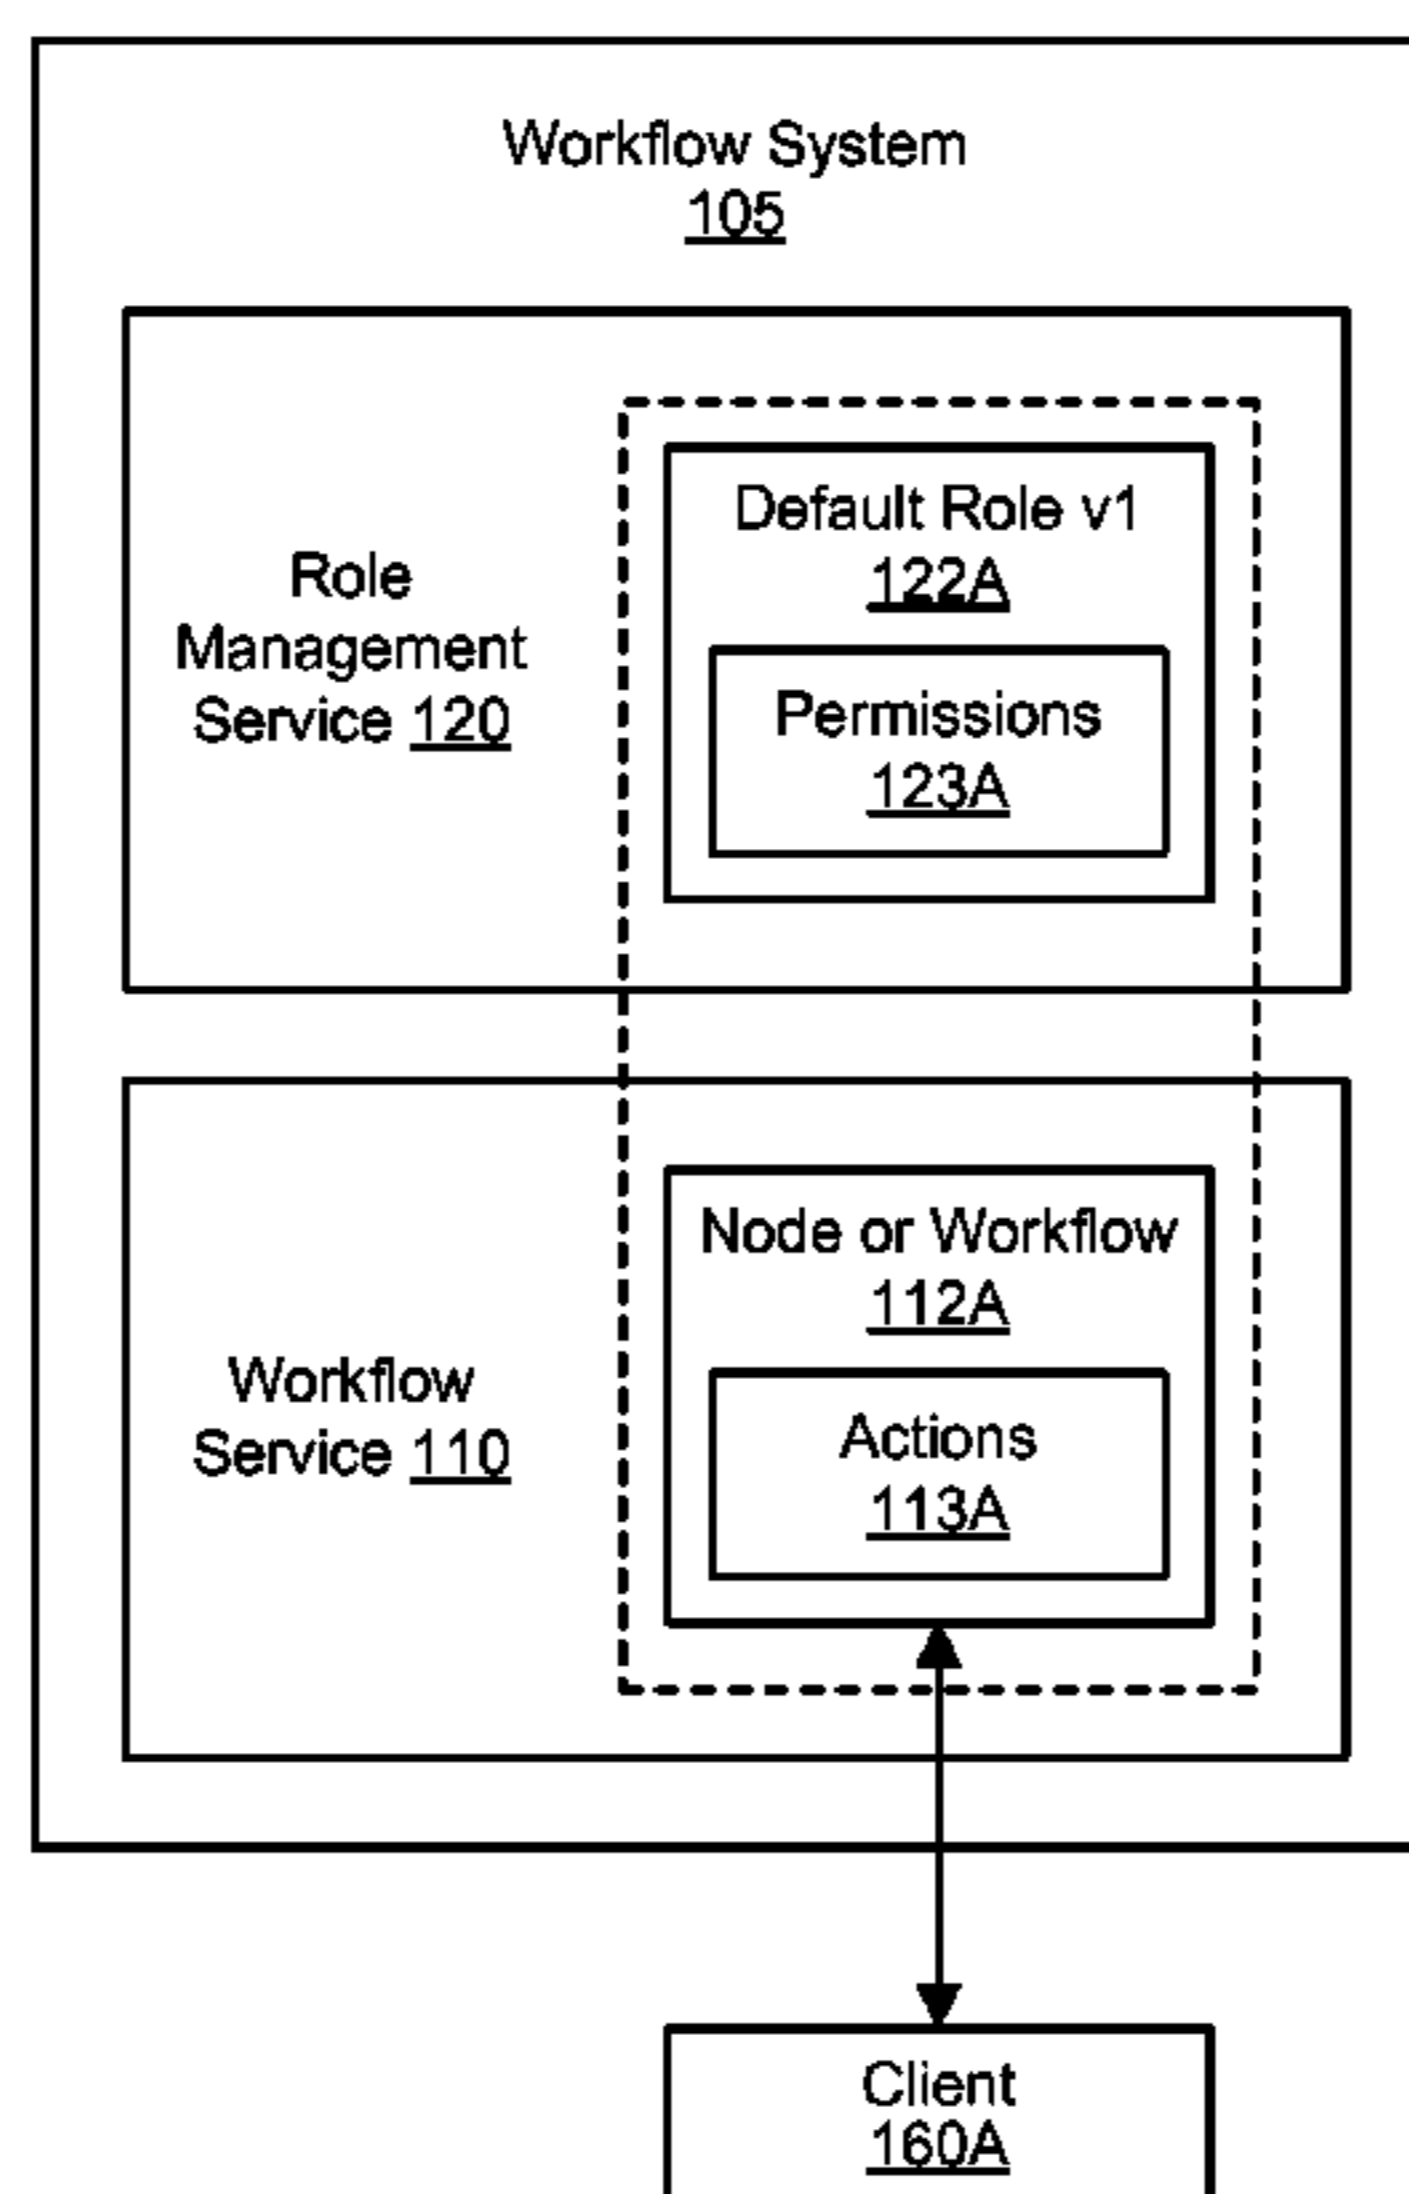 Workflow System
105
Role
Management
Service 120
Default Role v1
122A
Permissions
123A
Workflow
Service 110
Node or Workflow
112A
Actions
113A
Client
160A